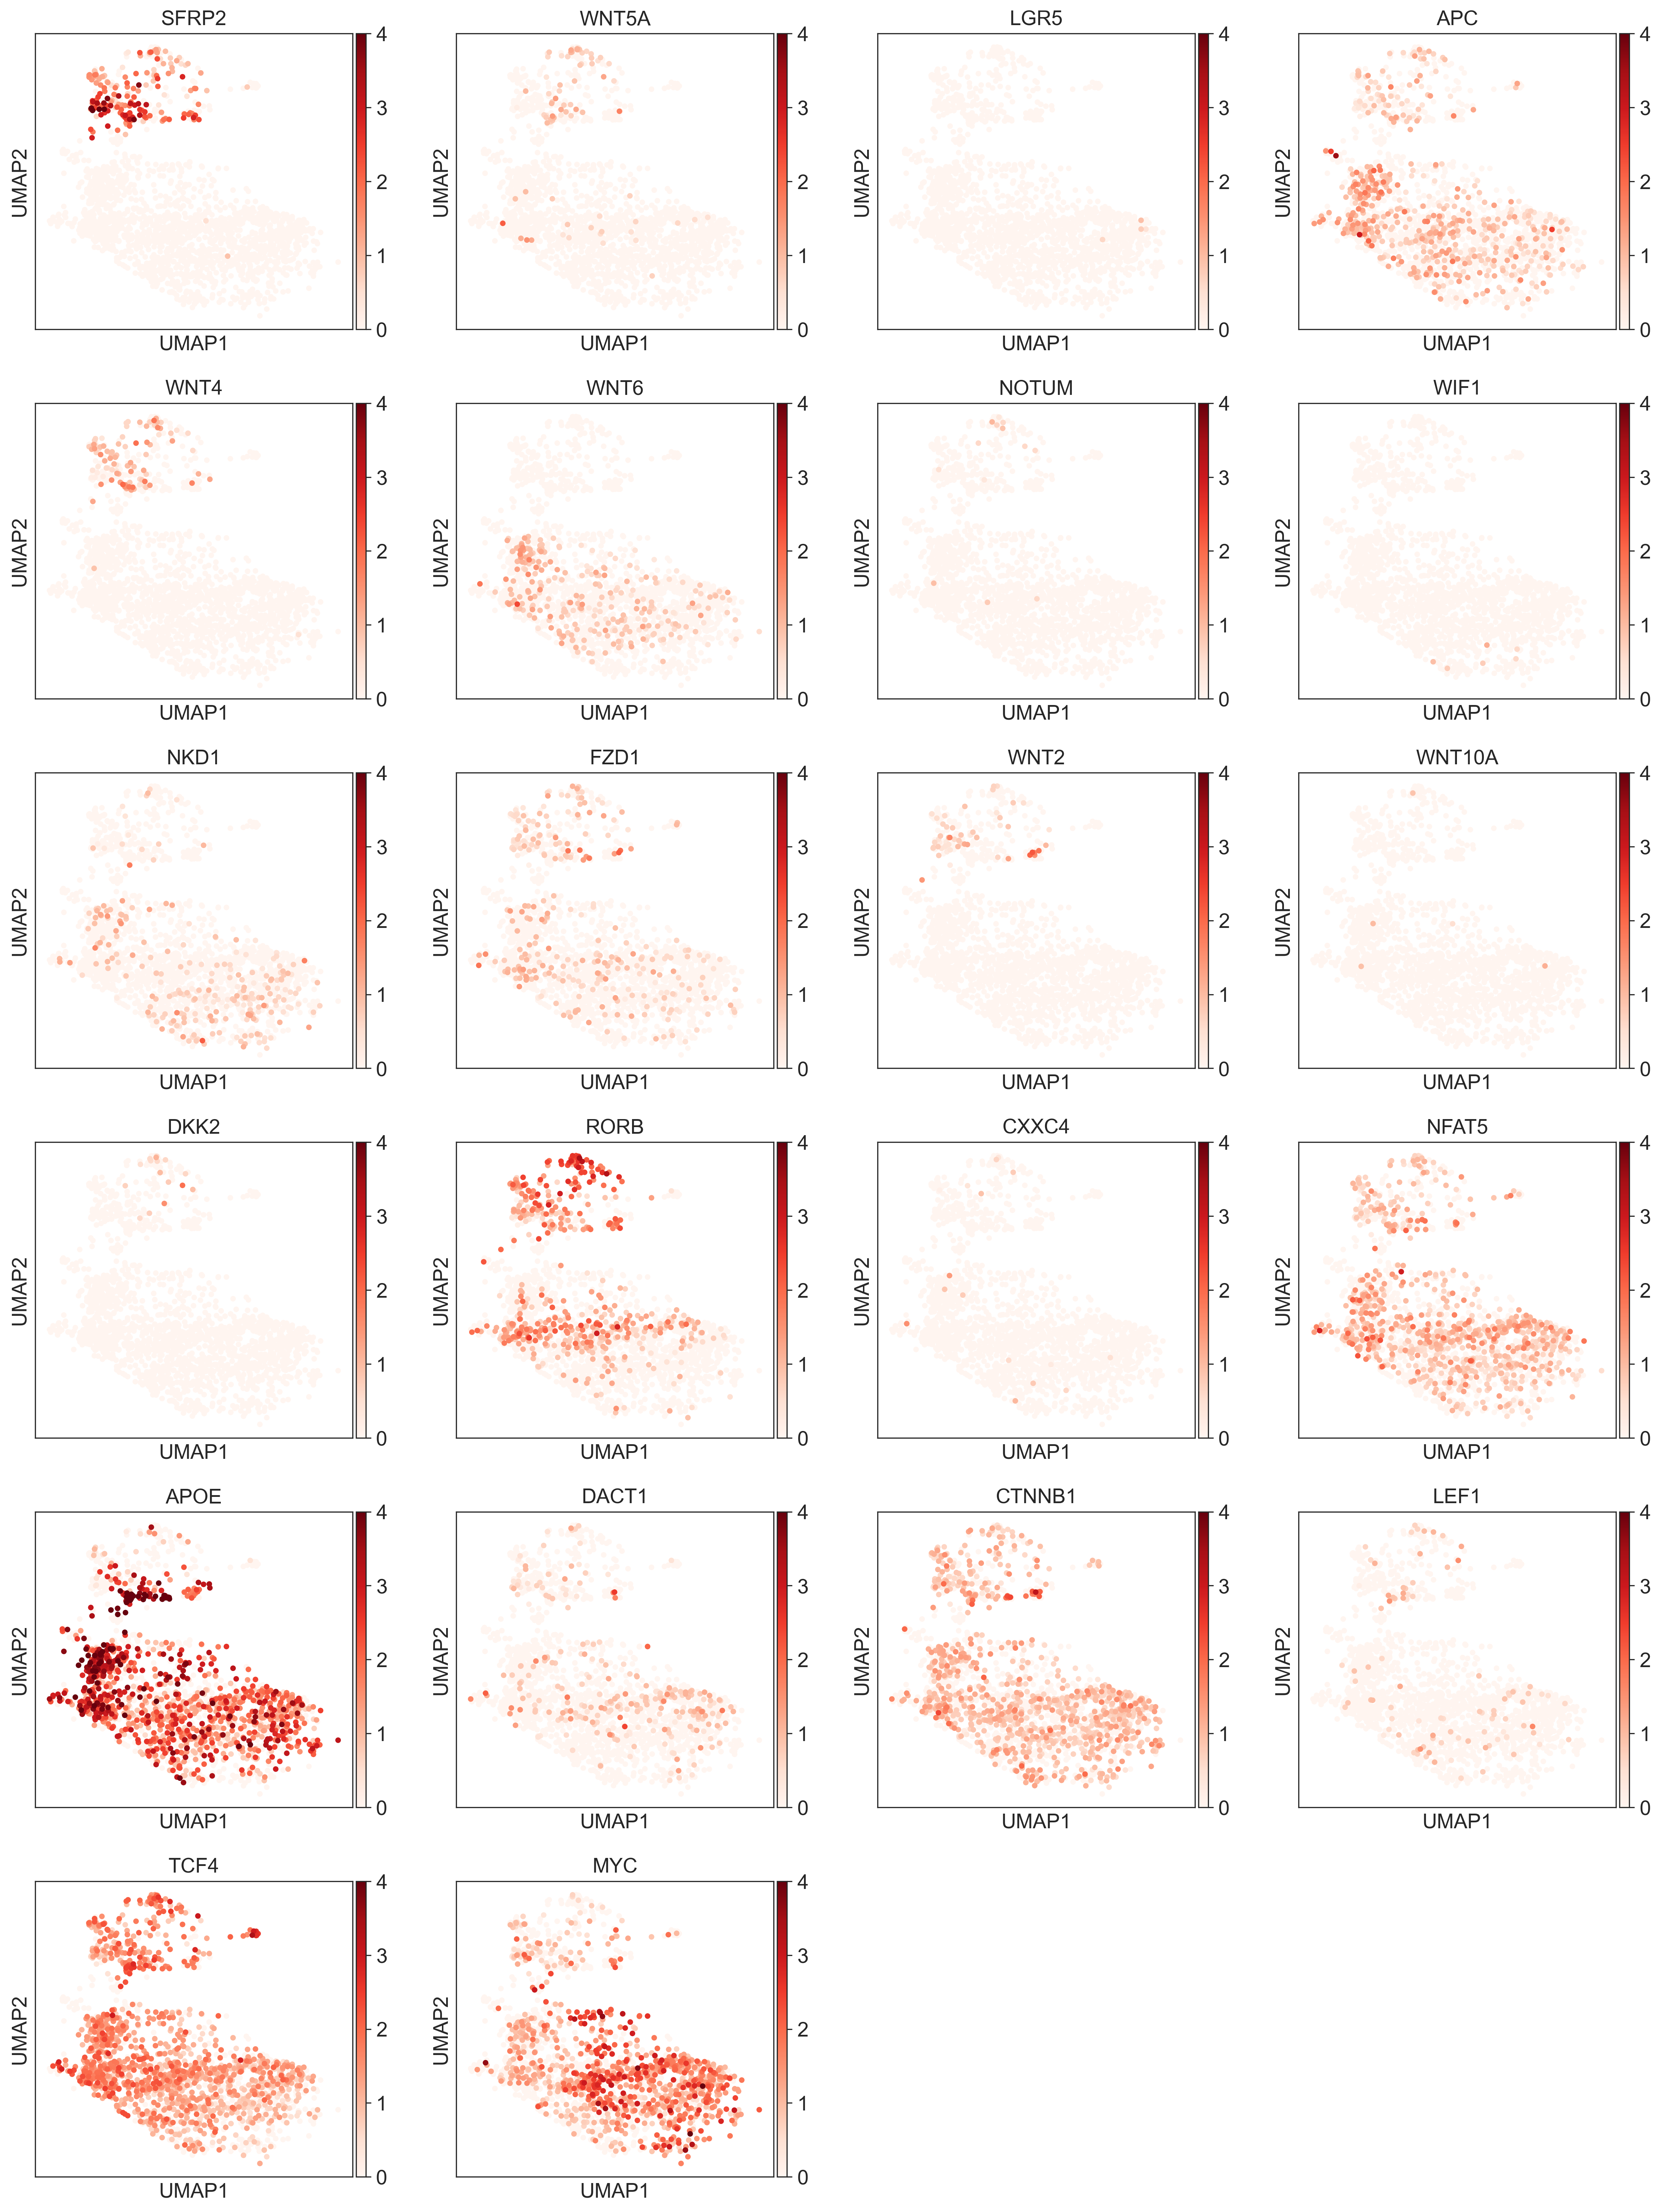 SFRP2 WNT5A LGR5 APC
4 4 4 4
3 3 3 3
2 2 2 2
1 1 1 1
0 0 0 0
UMAP2 UMAP2 UMAP2 UMAP2
UMAP1 UMAP1 UMAP1 UMAP1
WNT4 WNT6 NOTUM WIF1
4 4 4 4
3 3 3 3
2 2 2 2
1 1 1 1
0 0 0 0
UMAP2 UMAP2 UMAP2 UMAP2
UMAP1 UMAP1 UMAP1 UMAP1
NKD1 FZD1 WNT2 WNT10A
4 4 4 4
3 3 3 3
2 2 2 2
1 1 1 1
0 0 0 0
UMAP2 UMAP2 UMAP2 UMAP2
UMAP1 UMAP1 UMAP1 UMAP1
DKK2 RORB CXXC4 NFAT5
4 4 4 4
3 3 3 3
2 2 2 2
1 1 1 1
0 0 0 0
UMAP2 UMAP2 UMAP2 UMAP2
UMAP1 UMAP1 UMAP1 UMAP1
APOE DACT1 CTNNB1 LEF1
4 4 4 4
3 3 3 3
2 2 2 2
1 1 1 1
0 0 0 0
UMAP2 UMAP2 UMAP2 UMAP2
UMAP1 UMAP1 UMAP1 UMAP1
TCF4 MYC
4 4
3 3
2 2
1 1
0 0
UMAP2 UMAP2
UMAP1 UMAP1